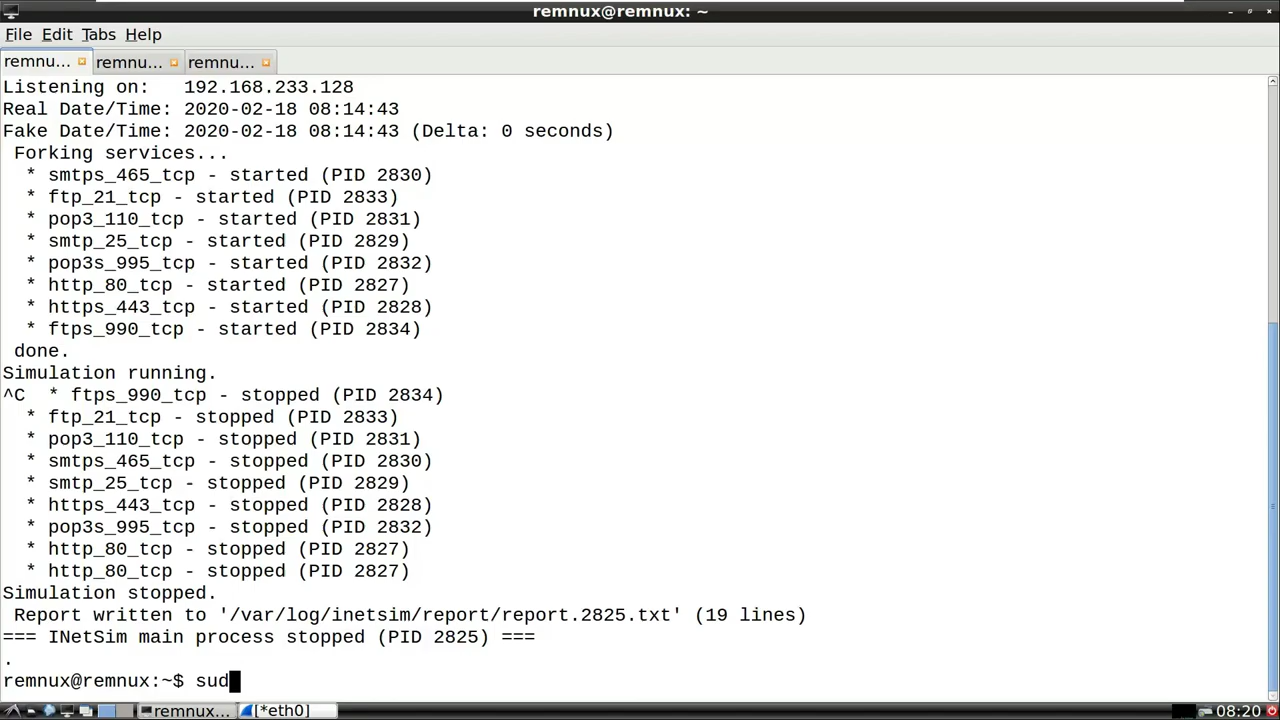 remnux@remnux: ~
File Edit Tabs Help
remnu... remnu... remnu...
Listening on:   192.168.233.128
Real Date/Time: 2020-02-18 08:14:43
Fake Date/Time: 2020-02-18 08:14:43 (Delta: 0 seconds)
 Forking services...
  * smtps_465_tcp - started (PID 2830)
  * ftp_21_tcp - started (PID 2833)
  * pop3_110_tcp - started (PID 2831)
  * smtp_25_tcp - started (PID 2829)
  * pop3s_995_tcp - started (PID 2832)
  * http_80_tcp - started (PID 2827)
  * https_443_tcp - started (PID 2828)
  * ftps_990_tcp - started (PID 2834)
 done.
Simulation running.
^C  * ftps_990_tcp - stopped (PID 2834)
  * ftp_21_tcp - stopped (PID 2833)
  * pop3_110_tcp - stopped (PID 2831)
  * smtps_465_tcp - stopped (PID 2830)
  * smtp_25_tcp - stopped (PID 2829)
  * https_443_tcp - stopped (PID 2828)
  * pop3s_995_tcp - stopped (PID 2832)
  * http_80_tcp - stopped (PID 2827)
  * http_80_tcp - stopped (PID 2827)
Simulation stopped.
 Report written to '/var/log/inetsim/report/report.2825.txt' (19 lines)
=== INetSim main process stopped (PID 2825) ===
.
remnux@remnux:~$ sud
remnux... [*eth0] 08:20